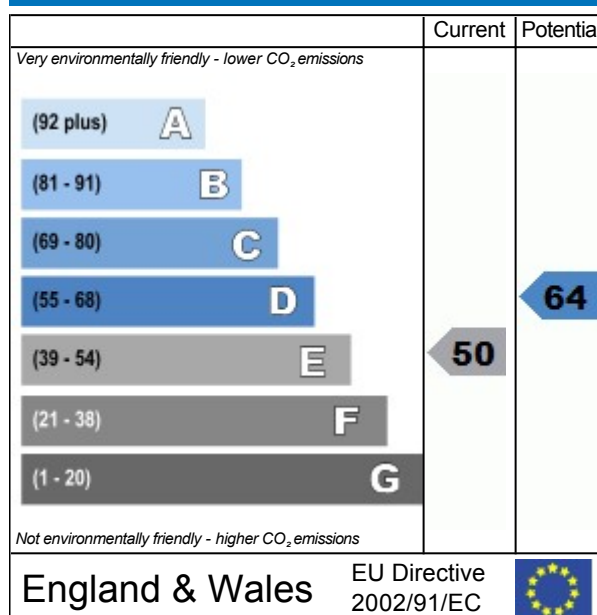 Current Potentia
Very environmentally friendly - lower CO₂ emissions
(92 plus) A
(81 - 91) B
(69 - 80) C
(55 - 68) D
64
(39 - 54) E
50
(21 - 38) F
(1 - 20) G
Not environmentally friendly - higher CO₂ emissions
England & Wales
EU Directive
2002/91/EC